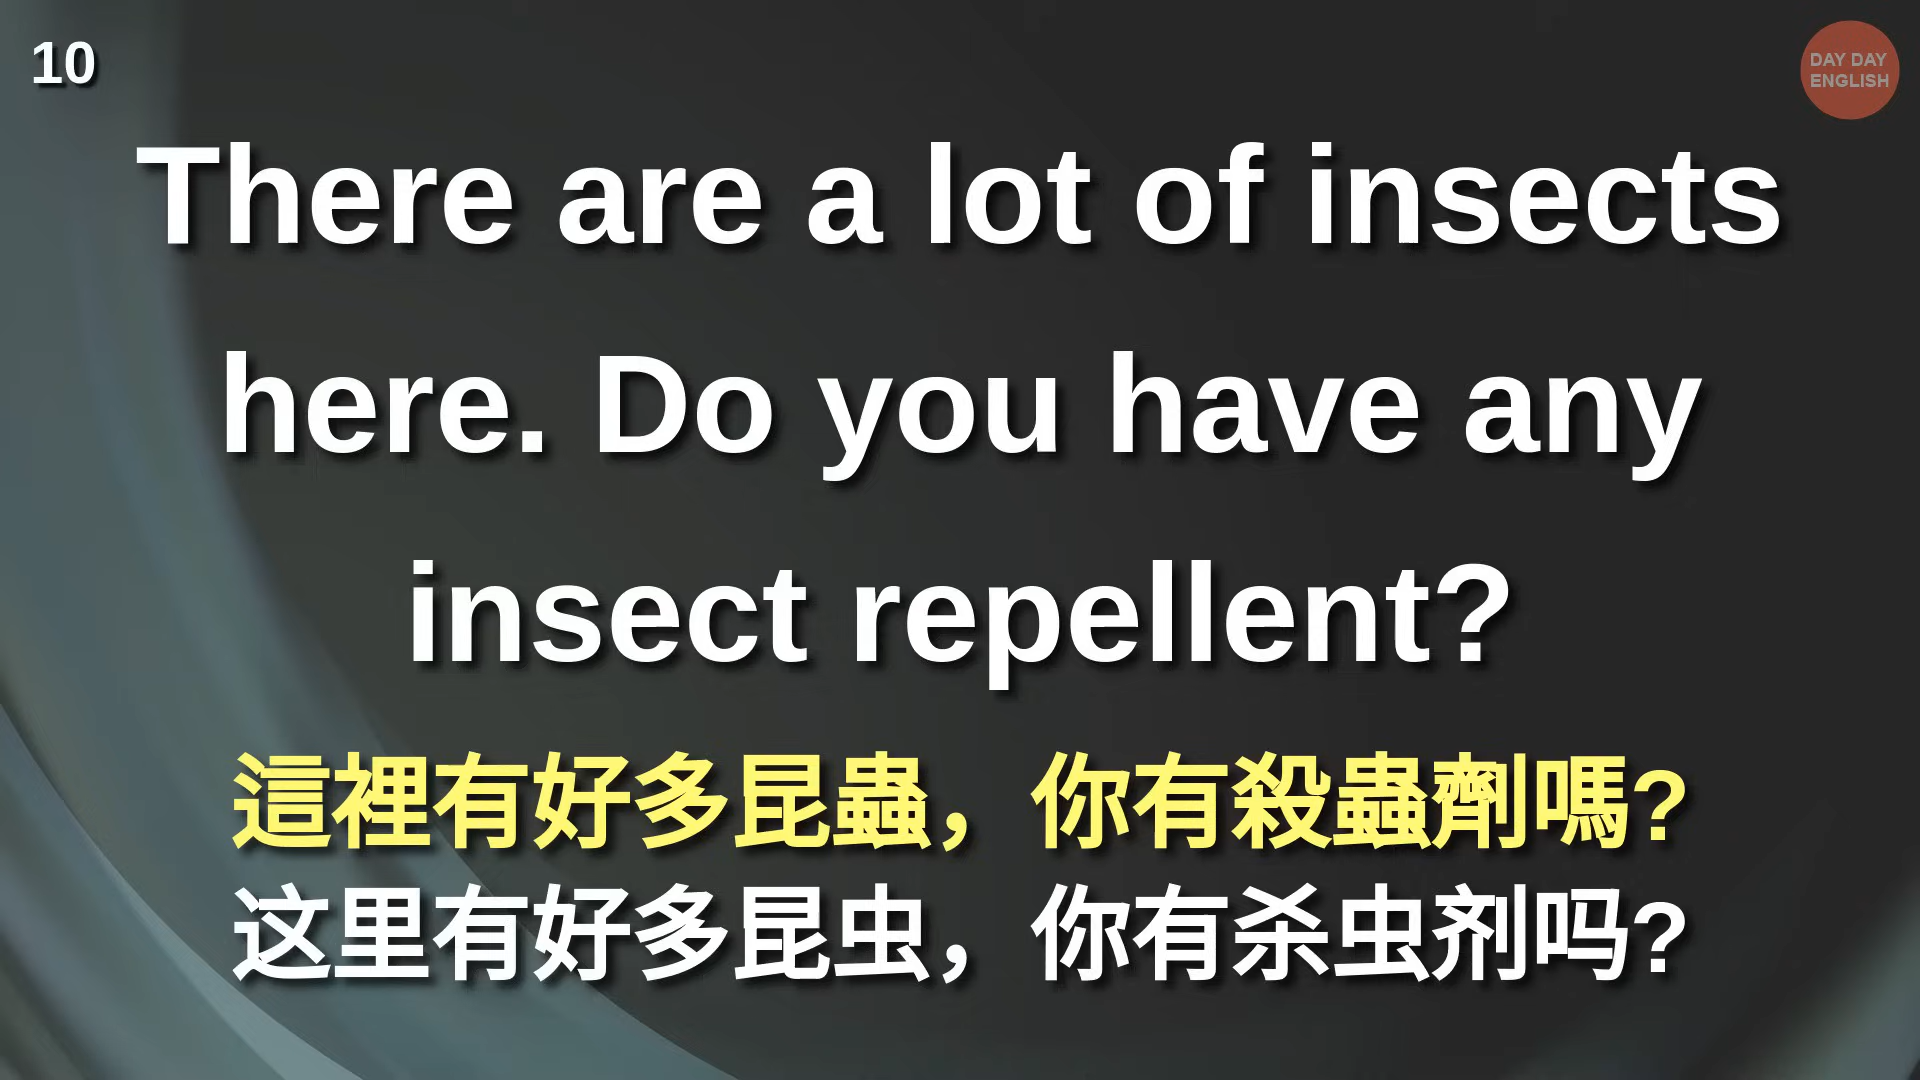 10
DAY DAY
ENGLISH
There are a lot of insects
here. Do you have any
insect repellent?
這裡有好多昆蟲，你有殺蟲劑嗎?
这里有好多昆虫，你有杀虫剂吗?